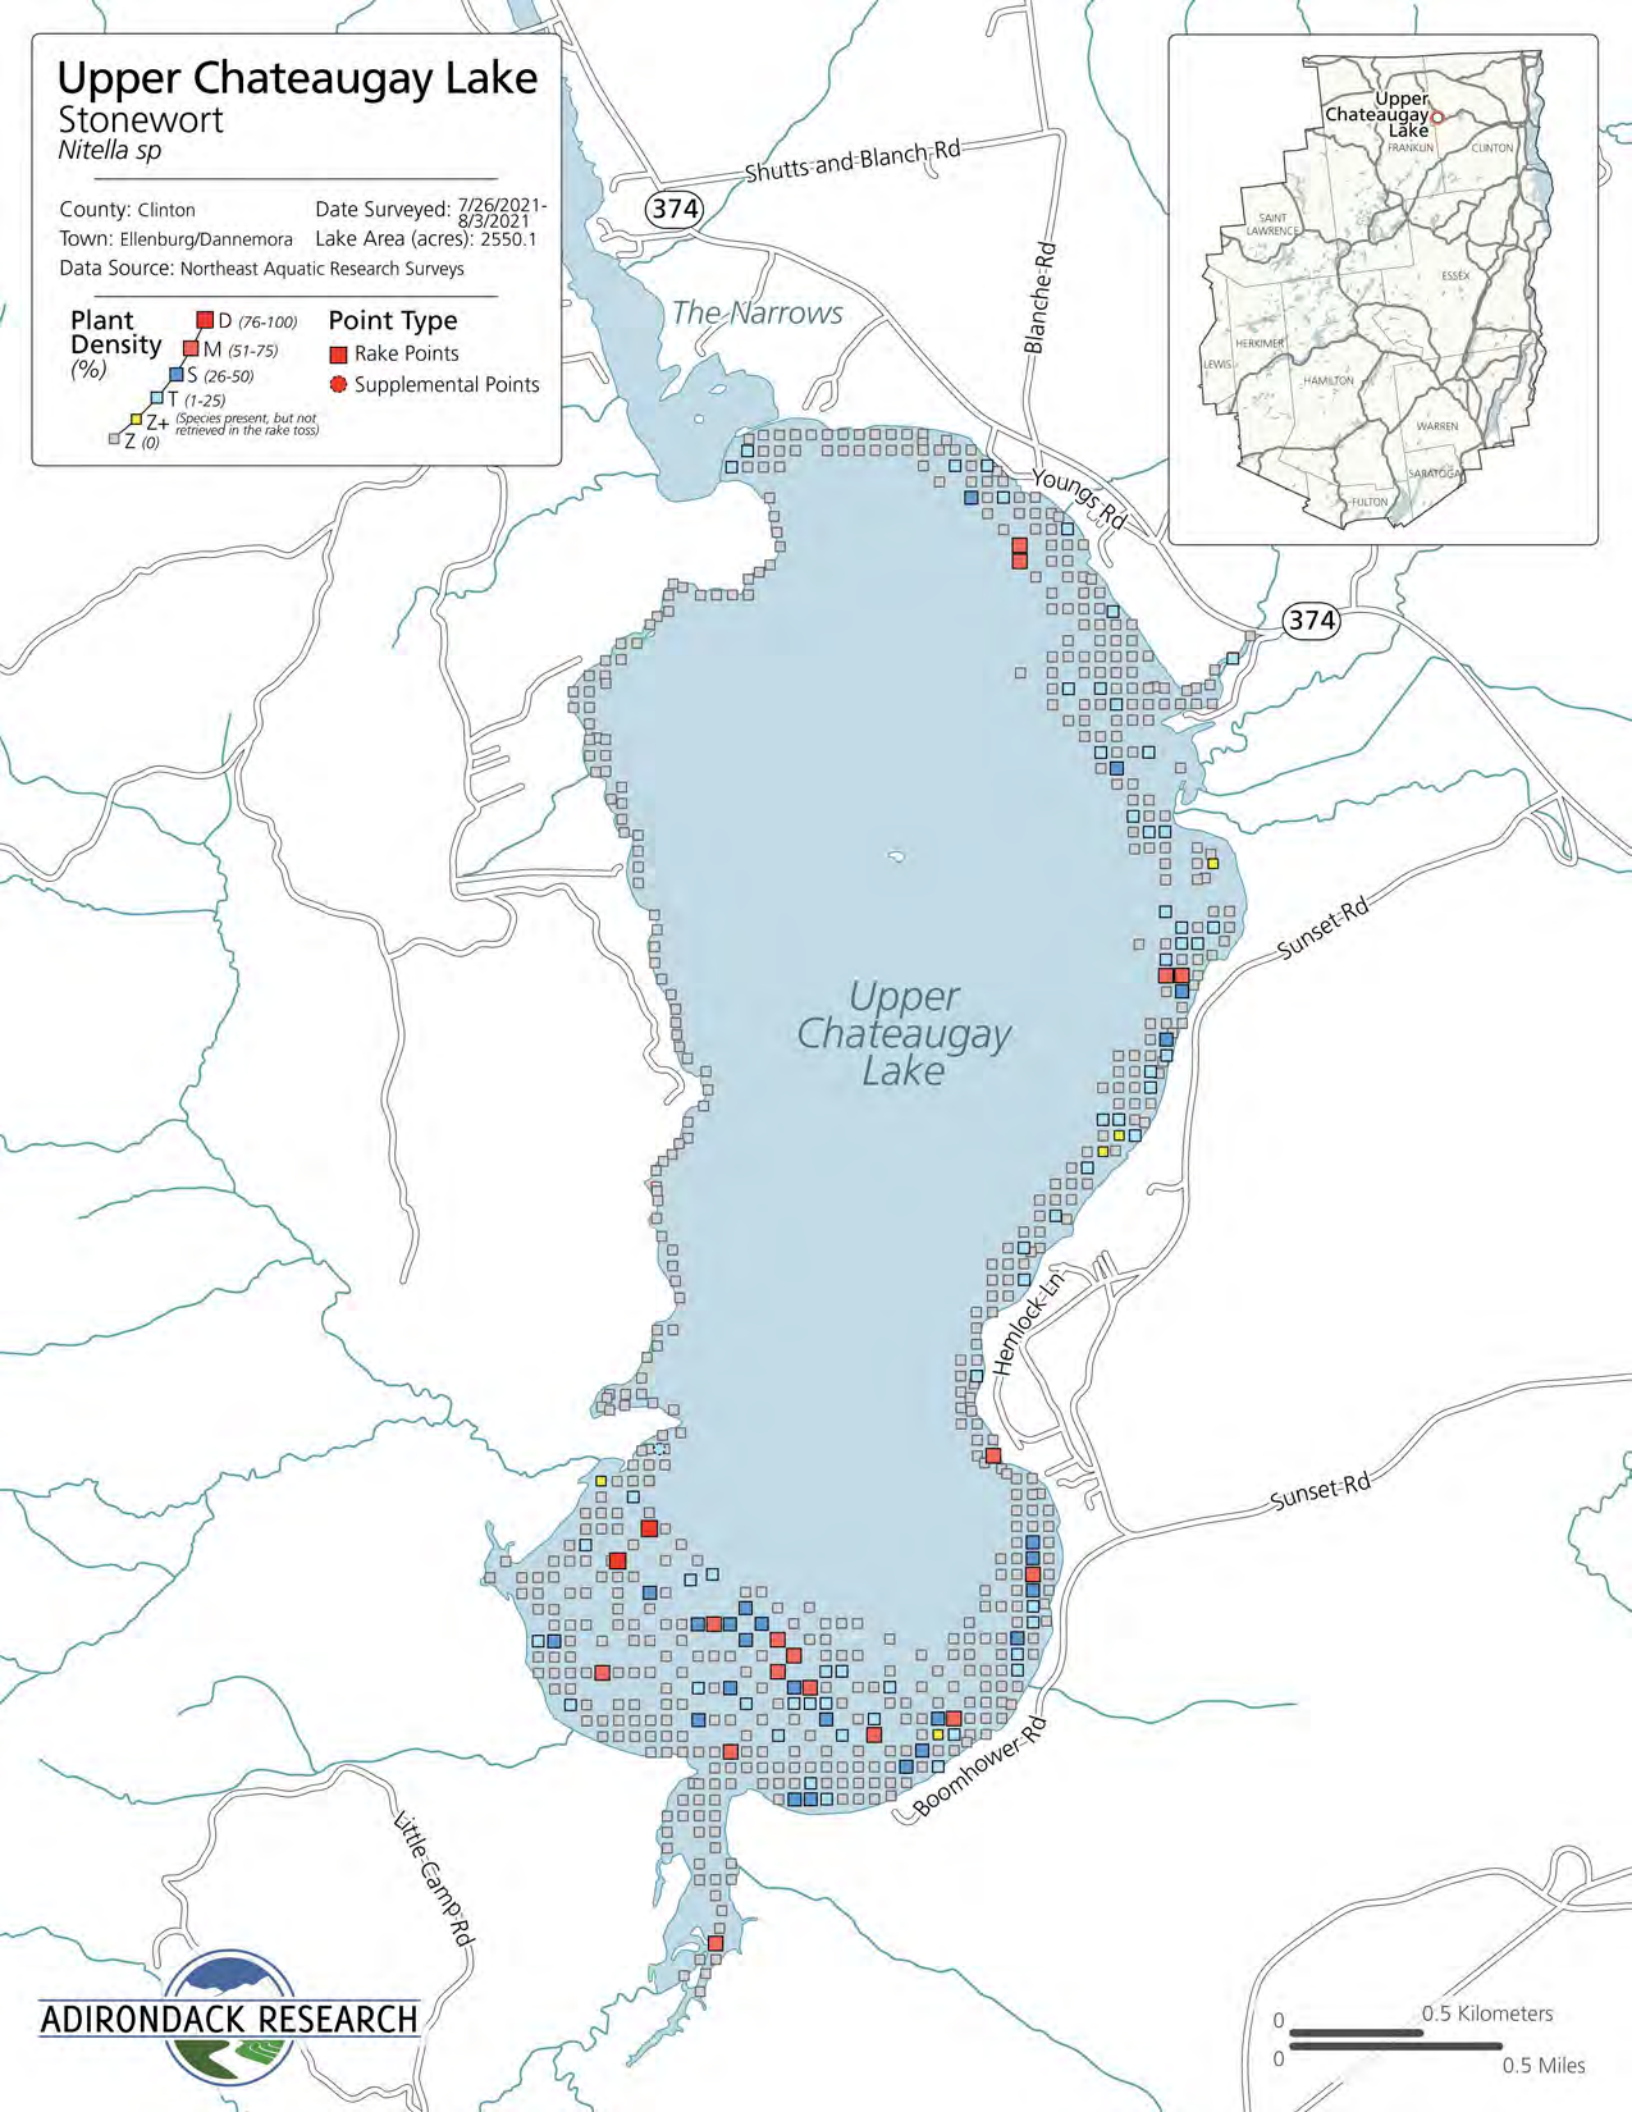 Upper Chateaugay Lake
Stonewort
Nitella sp
County: Clinton
Date Surveyed: 7/26/2021-
8/3/2021
Town: Ellenburg/Dannemora
Lake Area (acres): 2550.1
Data Source: Northeast Aquatic Research Surveys
Plant
Density
(%)
D (76-100)
M (51-75)
S (26-50)
T (1-25)
Z+ (Species present, but not
retrieved in the rake toss)
Z (0)
Point Type
Rake Points
Supplemental Points
Upper
Chateaugay
Lake
FRANKLIN
CLINTON
SAINT
LAWRENCE
ESSEX
HERKIMER
LEWIS
HAMILTON
WARREN
SARATOGA
FULTON
Shutts-and-Blanch-Rd
374
Blanche-Rd
The Narrows
Youngs Rd
374
Sunset-Rd
Upper
Chateaugay
Lake
Hemlock-Ln
Sunset-Rd
Boomhower-Rd
Little-Camp-Rd
ADIRONDACK RESEARCH
0
0.5 Kilometers
0
0.5 Miles